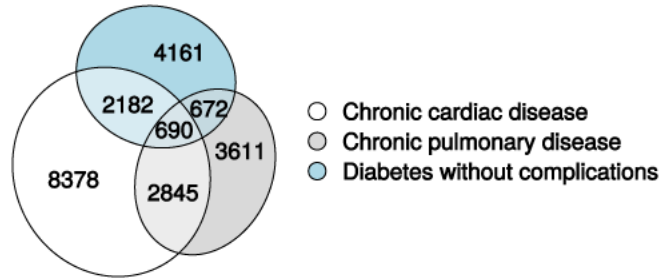 4161
2182
672
690
3611
8378
2845
Chronic cardiac disease
Chronic pulmonary disease
Diabetes without complications